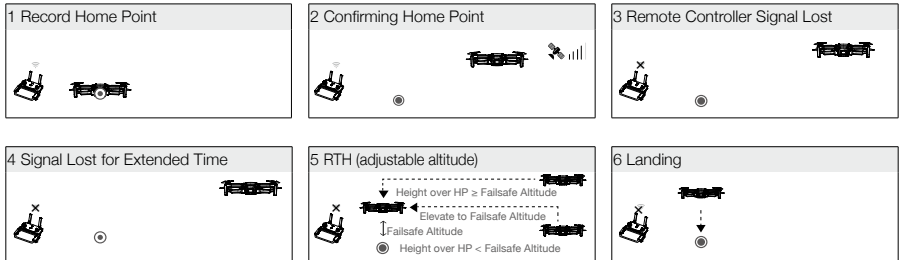 1 Record Home Point
2 Confirming Home Point
3 Remote Controller Signal Lost
4 Signal Lost for Extended Time
5 RTH (adjustable altitude)
Height over HP ≥ Failsafe Altitude
Elevate to Failsafe Altitude
Failsafe Altitude
Height over HP < Failsafe Altitude
6 Landing